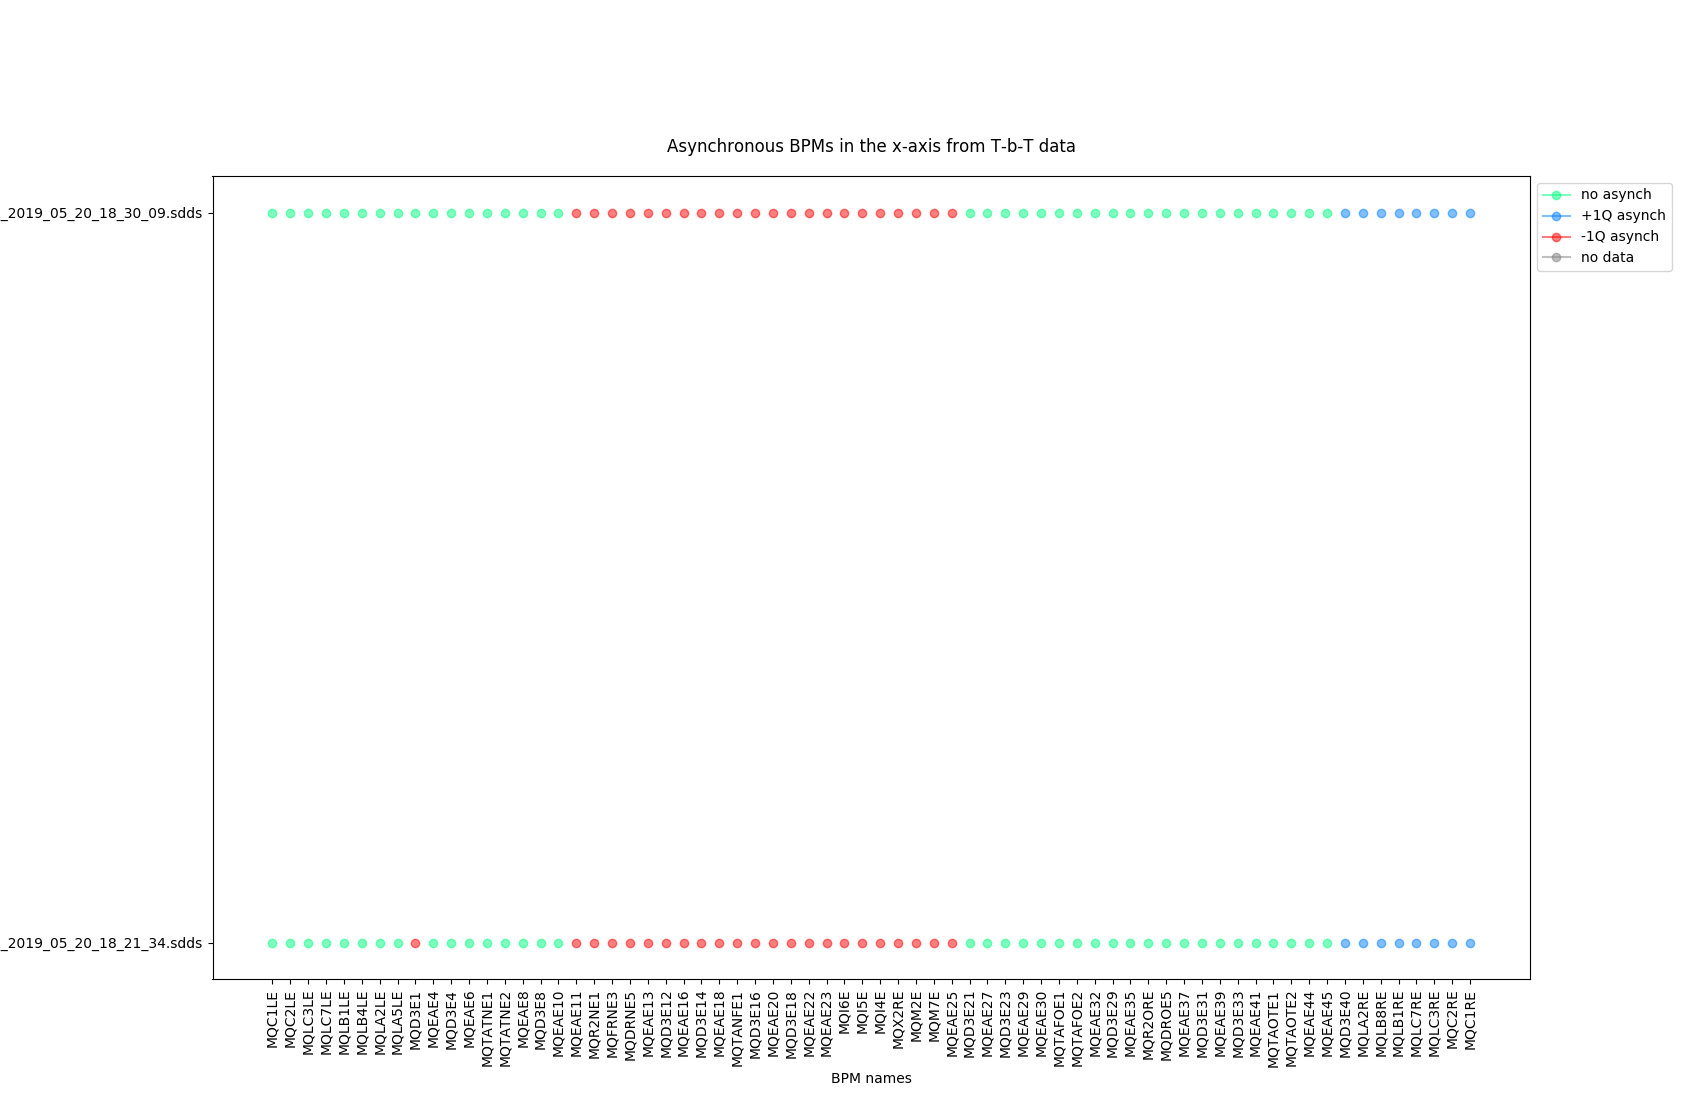 Asynchronous BPMs in the x-axis from T-b-T data
_2019_05_20_18_30_09.sdds
_2019_05_20_18_21_34.sdds
no asynch
+1Q asynch
-1Q asynch
no data
MQC1LE
MQC2LE
MQLC3LE
MQLC7LE
MQLB1LE
MQLB4LE
MQLA2LE
MQLA5LE
MQD3E1
MQEAE4
MQD3E4
MQEAE6
MQTATNE1
MQTATNE2
MQEAE8
MQD3E8
MQEAE10
MQEAE11
MQR2NE1
MQFRNE3
MQDRNE5
MQEAE13
MQD3E12
MQEAE16
MQD3E14
MQEAE18
MQTANFE1
MQD3E16
MQEAE20
MQD3E18
MQEAE22
MQEAE23
MQI6E
MQI5E
MQI4E
MQX2RE
MQM2E
MQM7E
MQEAE25
MQD3E21
MQEAE27
MQD3E23
MQEAE29
MQEAE30
MQTAFOE1
MQTAFOE2
MQEAE32
MQD3E29
MQEAE35
MQR2ORE
MQDROE5
MQEAE37
MQD3E31
MQEAE39
MQD3E33
MQEAE41
MQTAOTE1
MQTAOTE2
MQEAE44
MQEAE45
MQD3E40
MQLA2RE
MQLB8RE
MQLB1RE
MQLC7RE
MQLC3RE
MQC2RE
MQC1RE
BPM names